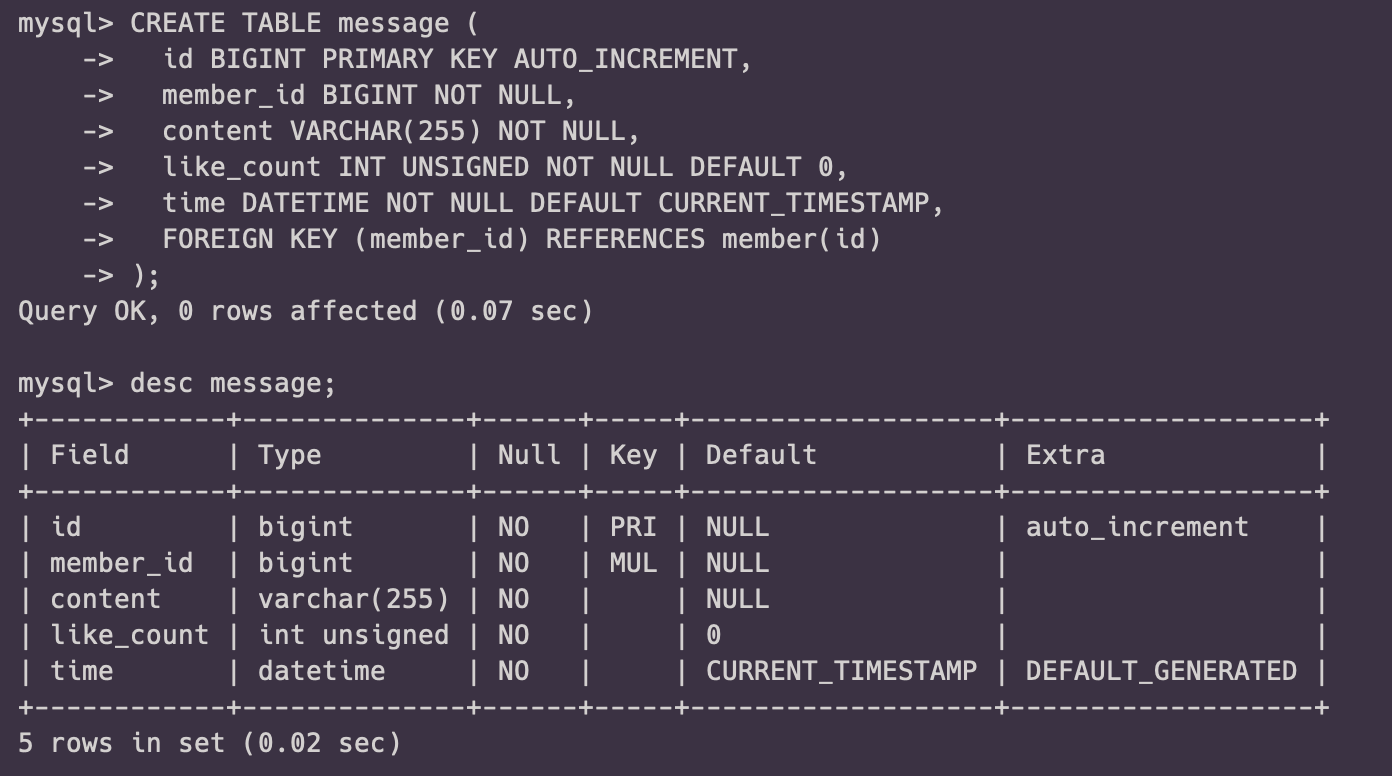 mysql> CREATE TABLE message (
    ->   id BIGINT PRIMARY KEY AUTO_INCREMENT,
    ->   member_id BIGINT NOT NULL,
    ->   content VARCHAR(255) NOT NULL,
    ->   like_count INT UNSIGNED NOT NULL DEFAULT 0,
    ->   time DATETIME NOT NULL DEFAULT CURRENT_TIMESTAMP,
    ->   FOREIGN KEY (member_id) REFERENCES member(id)
    -> );
Query OK, 0 rows affected (0.07 sec)

mysql> desc message;
+------------+--------------+------+-----+-------------------+-------------------+
| Field      | Type         | Null | Key | Default           | Extra             |
+------------+--------------+------+-----+-------------------+-------------------+
| id         | bigint       | NO   | PRI | NULL              | auto_increment    |
| member_id  | bigint       | NO   | MUL | NULL              |                   |
| content    | varchar(255) | NO   |     | NULL              |                   |
| like_count | int unsigned | NO   |     | 0                 |                   |
| time       | datetime     | NO   |     | CURRENT_TIMESTAMP | DEFAULT_GENERATED |
+------------+--------------+------+-----+-------------------+-------------------+
5 rows in set (0.02 sec)